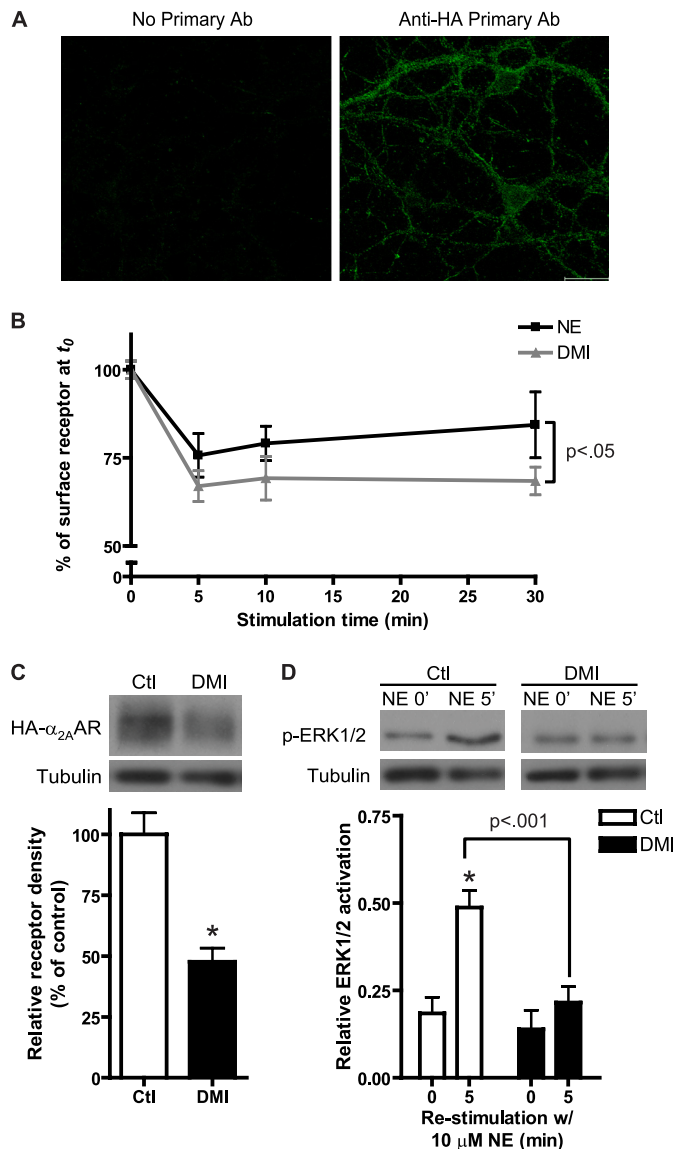 A
No Primary Ab
Anti-HA Primary Ab
B
% of surface receptor at t0
100
75
50
0
0 5 10 15 20 25 30
Stimulation time (min)
NE
DMI
p<.05
C
Ctl DMI
HA-α2AAR
Tubulin
Relative receptor density
(% of control)
100
75
50
25
0
*
Ctl DMI
D
Ctl DMI
NE 0' NE 5' NE 0' NE 5'
p-ERK1/2
Tubulin
Relative ERK1/2 activation
0.75
0.50
0.25
0.00
Ctl
DMI
p<.001
*
0 5 0 5
Re-stimulation w/
10 µM NE (min)